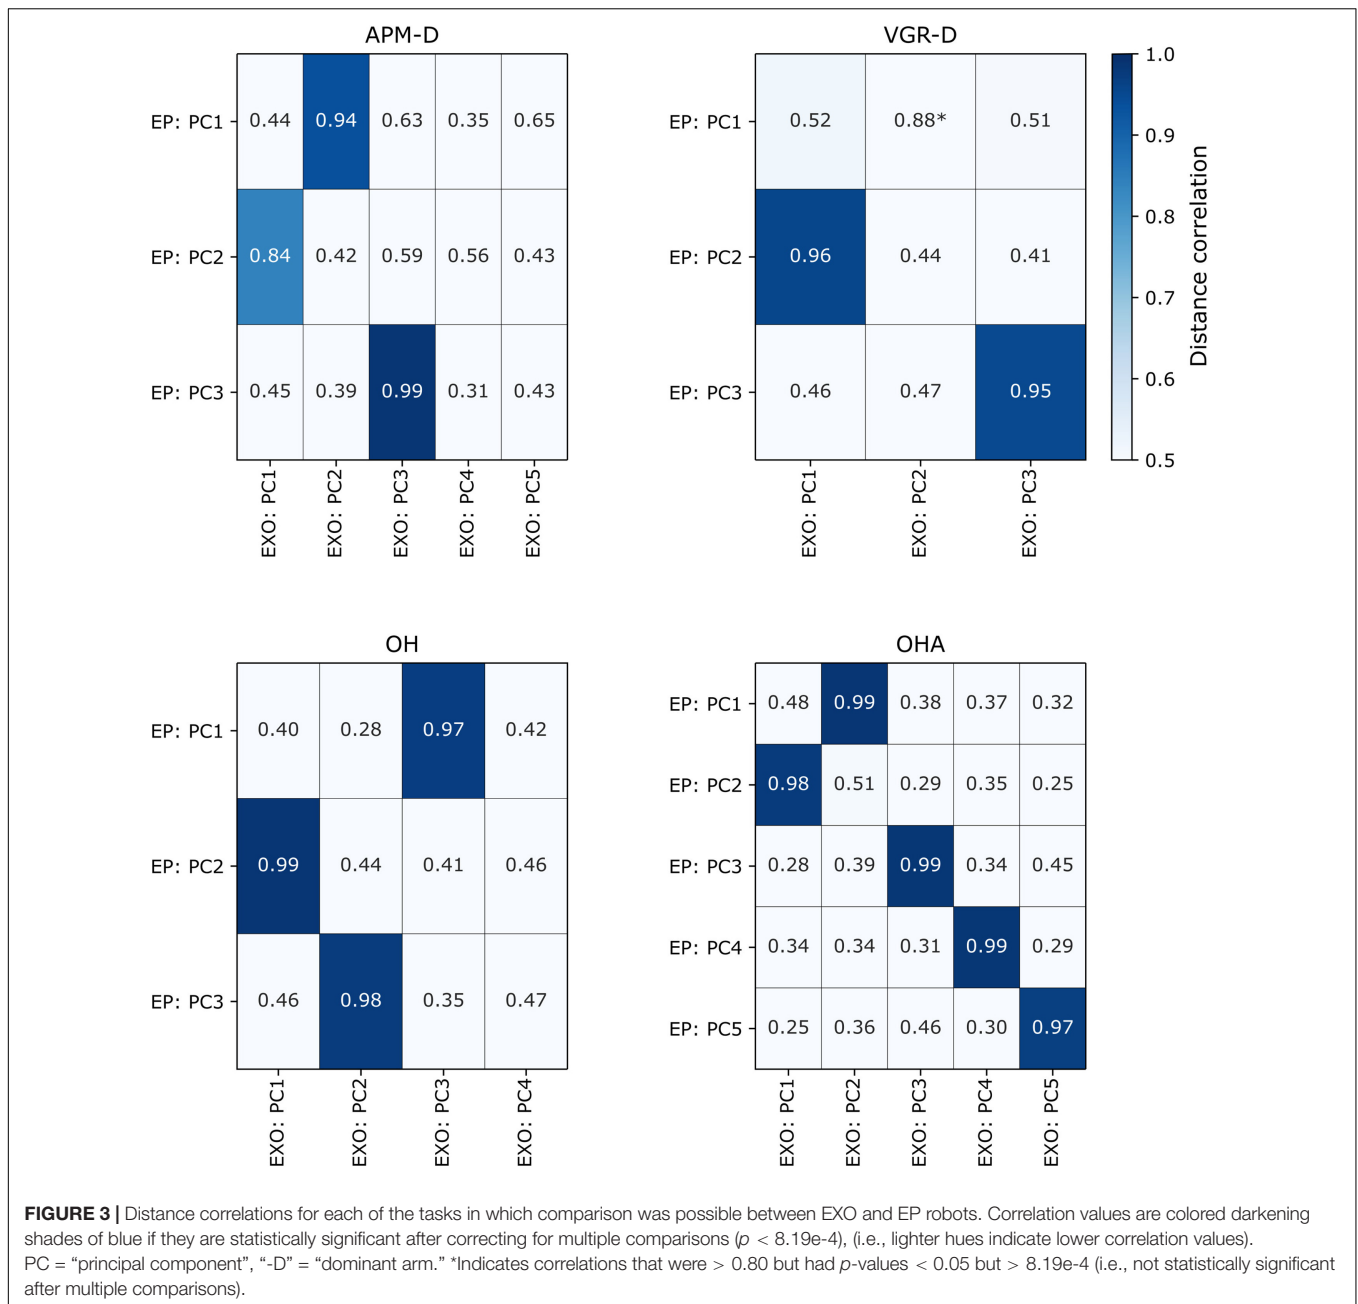 APM-D
EP: PC1
0.44 0.94 0.63 0.35 0.65
EP: PC2
0.84 0.42 0.59 0.56 0.43
EP: PC3
0.45 0.39 0.99 0.31 0.43
EXO: PC1
EXO: PC2
EXO: PC3
EXO: PC4
EXO: PC5
VGR-D
EP: PC1
0.52 0.88* 0.51
EP: PC2
0.96 0.44 0.41
EP: PC3
0.46 0.47 0.95
EXO: PC1
EXO: PC2
EXO: PC3
1.0
0.9
0.8
0.7
0.6
0.5
Distance correlation
OH
EP: PC1
0.40 0.28 0.97 0.42
EP: PC2
0.99 0.44 0.41 0.46
EP: PC3
0.46 0.98 0.35 0.47
EXO: PC1
EXO: PC2
EXO: PC3
EXO: PC4
OHA
EP: PC1
0.48 0.99 0.38 0.37 0.32
EP: PC2
0.98 0.51 0.29 0.35 0.25
EP: PC3
0.28 0.39 0.99 0.34 0.45
EP: PC4
0.34 0.34 0.31 0.99 0.29
EP: PC5
0.25 0.36 0.46 0.30 0.97
EXO: PC1
EXO: PC2
EXO: PC3
EXO: PC4
EXO: PC5
FIGURE 3 | Distance correlations for each of the tasks in which comparison was possible between EXO and EP robots. Correlation values are colored darkening
shades of blue if they are statistically significant after correcting for multiple comparisons (p < 8.19e-4), (i.e., lighter hues indicate lower correlation values).
PC = “principal component”, “-D” = “dominant arm.” *Indicates correlations that were > 0.80 but had p-values < 0.05 but > 8.19e-4 (i.e., not statistically significant
after multiple comparisons).